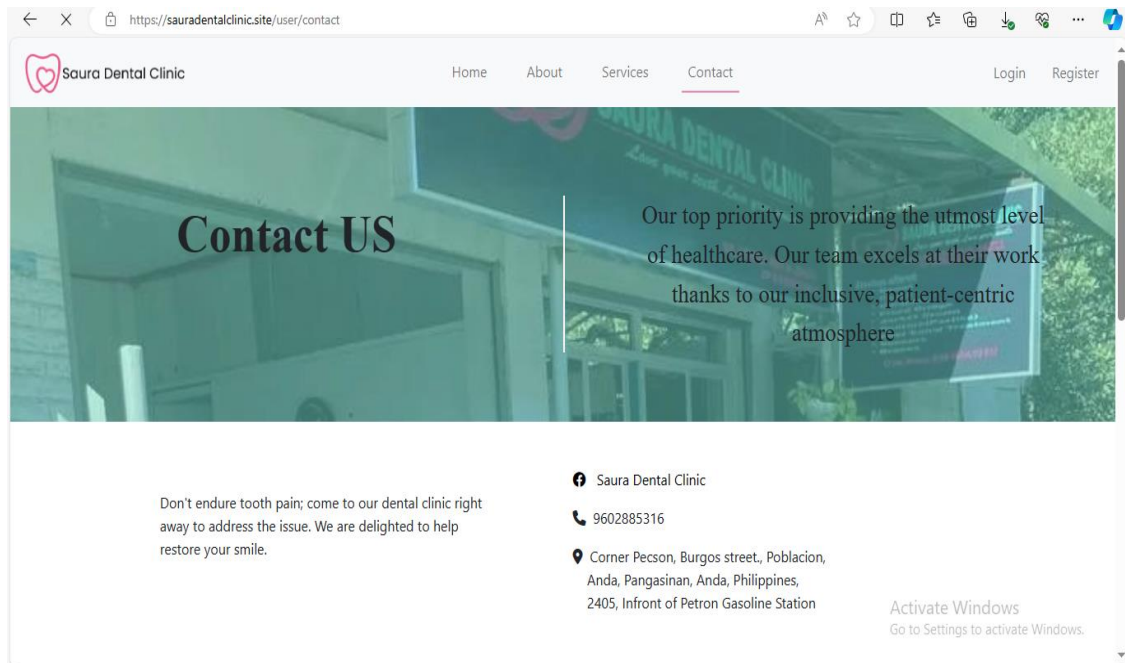 https://sauradentalclinic.site/user/contact
Saura Dental Clinic
Home About Services Contact Login Register
SAURA DENTAL CLINIC
Contact US
Our top priority is providing the utmost level
of healthcare. Our team excels at their work
thanks to our inclusive, patient-centric
atmosphere
Don't endure tooth pain; come to our dental clinic right
away to address the issue. We are delighted to help
restore your smile.
Saura Dental Clinic
9602885316
Corner Pecson, Burgos street., Poblacion,
Anda, Pangasinan, Anda, Philippines,
2405, Infront of Petron Gasoline Station
Activate Windows
Go to Settings to activate Windows.